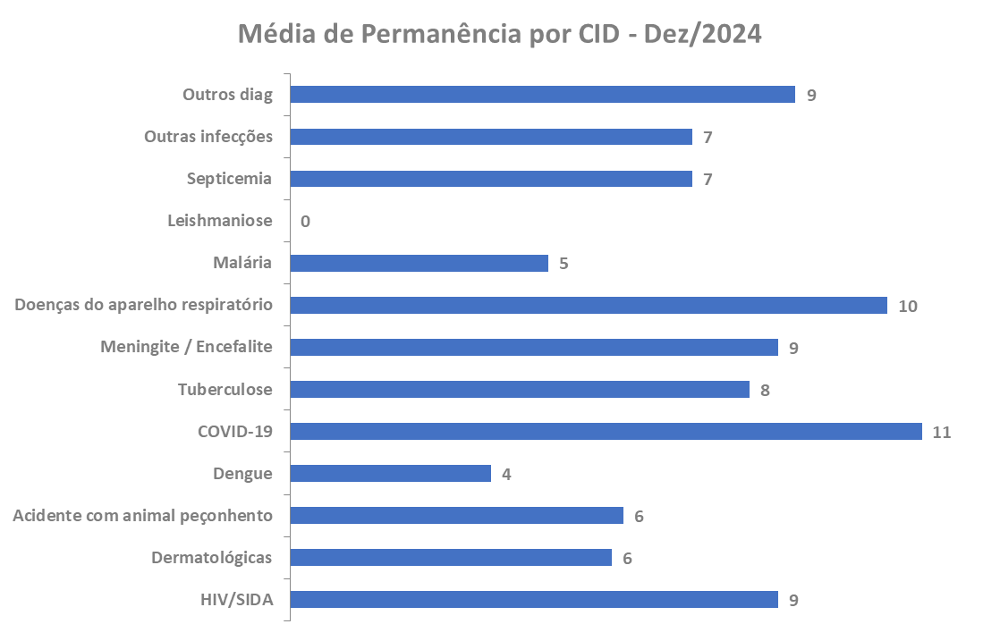 Média de Permanência por CID - Dez/2024
Outros diag 9
Outras infecções 7
Septicemia 7
Leishmaniose 0
Malária 5
Doenças do aparelho respiratório 10
Meningite / Encefalite 9
Tuberculose 8
COVID-19 11
Dengue 4
Acidente com animal peçonhento 6
Dermatológicas 6
HIV/SIDA 9